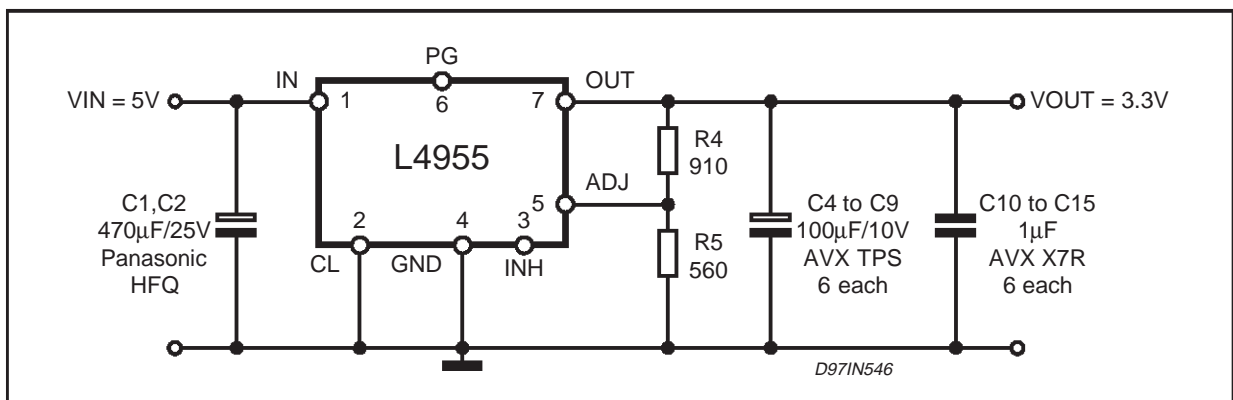 PG
IN
OUT
VIN = 5V
1
6
7
VOUT = 3.3V
L4955
R4
910
ADJ
5
C1,C2
470µF/25V
Panasonic
HFQ
2
4
3
CL
GND
INH
R5
560
C4 to C9
100µF/10V
AVX TPS
6 each
C10 to C15
1µF
AVX X7R
6 each
D97IN546